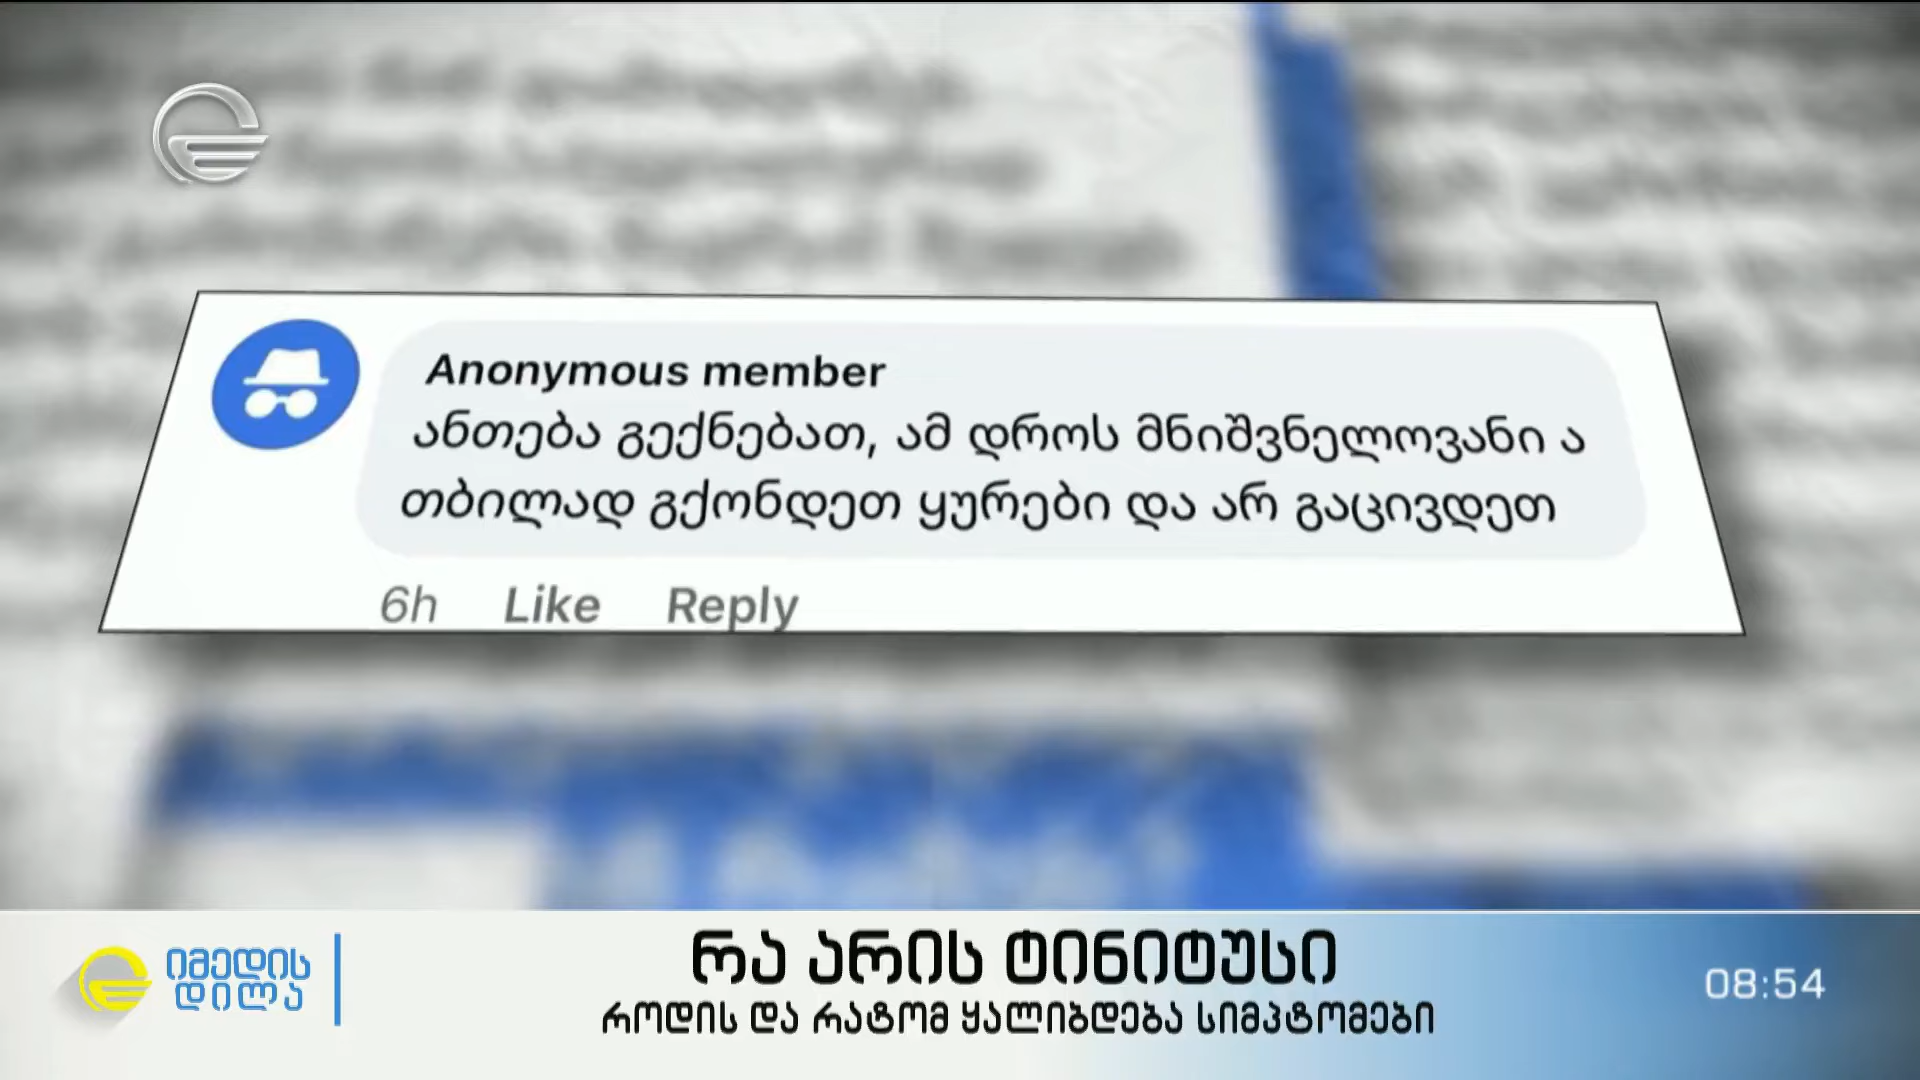 Anonymous member
ანთება გექნებათ, ამ დროს მნიშვნელოვანი ა
თბილად გქონდეთ ყურები და არ გაცივდეთ
6h Like Reply
იმედის
დილა
რა არის ტინიტუსი
როდის და რატომ ყალიბდება სიმპტომები
08:54